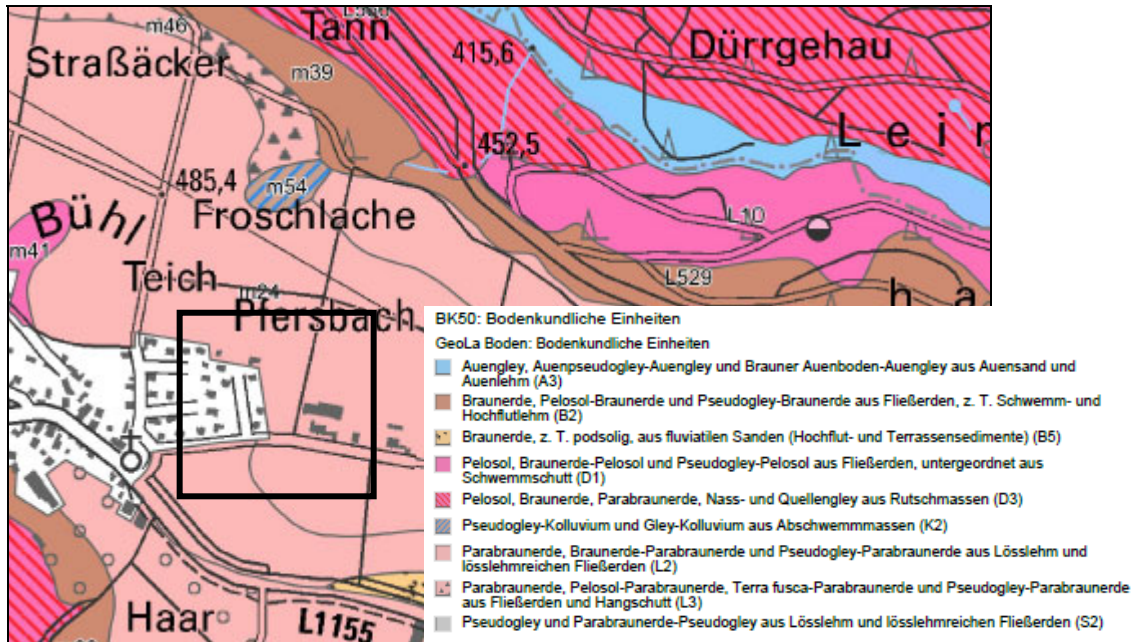 m46
Tann
415,6
Dürrgehau
Straßäcker
m39
Lein
452,5
485,4
m54
Froschlache
L10
Bühl
m41
L529
Teich
m24
ha
Pfersbach
BK50: Bodenkundliche Einheiten
GeoLa Boden: Bodenkundliche Einheiten
Auengley, Auenpseudogley-Auengley und Brauner Auenboden-Auengley aus Auensand und
Auenlehm (A3)
Braunerde, Pelosol-Braunerde und Pseudogley-Braunerde aus Fließerden, z. T. Schwemm- und
Hochflutlehm (B2)
Braunerde, z. T. podsolig, aus fluviatilen Sanden (Hochflut- und Terrassensedimente) (B5)
Pelosol, Braunerde-Pelosol und Pseudogley-Pelosol aus Fließerden, untergeordnet aus
Schwemmschutt (D1)
Pelosol, Braunerde, Parabraunerde, Nass- und Quellengley aus Rutschmassen (D3)
Pseudogley-Kolluvium und Gley-Kolluvium aus Abschwemmmassen (K2)
Parabraunerde, Braunerde-Parabraunerde und Pseudogley-Parabraunerde aus Lösslehm und
lösslehmreichen Fließerden (L2)
Parabraunerde, Pelosol-Parabraunerde, Terra fusca-Parabraunerde und Pseudogley-Parabraunerde
aus Fließerden und Hangschutt (L3)
Pseudogley und Parabraunerde-Pseudogley aus Lösslehm und lösslehmreichen Fließerden (S2)
Haar
L1155